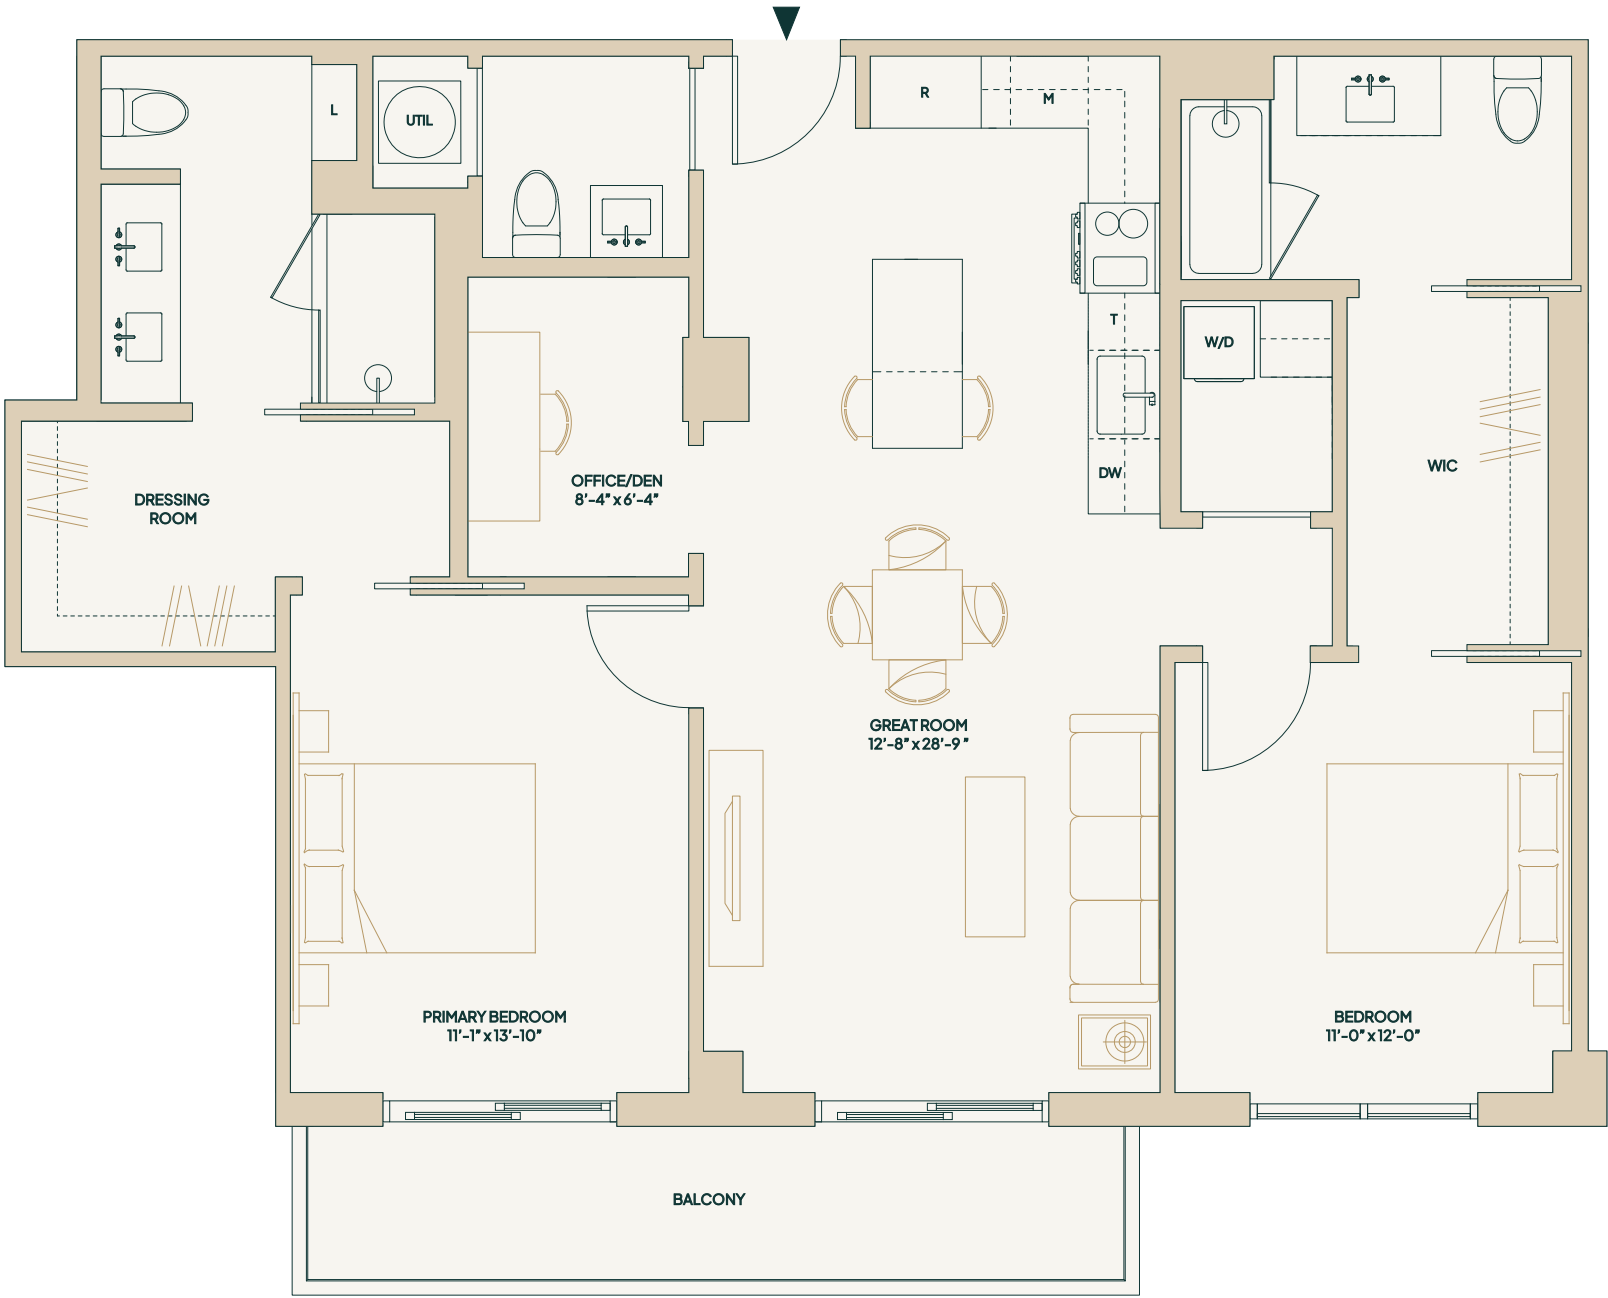 L
UTIL
R
M
T
W/D
DW
WIC
OFFICE/DEN
8'-4" x 6'-4"
DRESSING
ROOM
GREAT ROOM
12'-8" x 28'-9 "
PRIMARY BEDROOM
11'-1" x 13'-10"
BEDROOM
11'-0" x 12'-0"
BALCONY